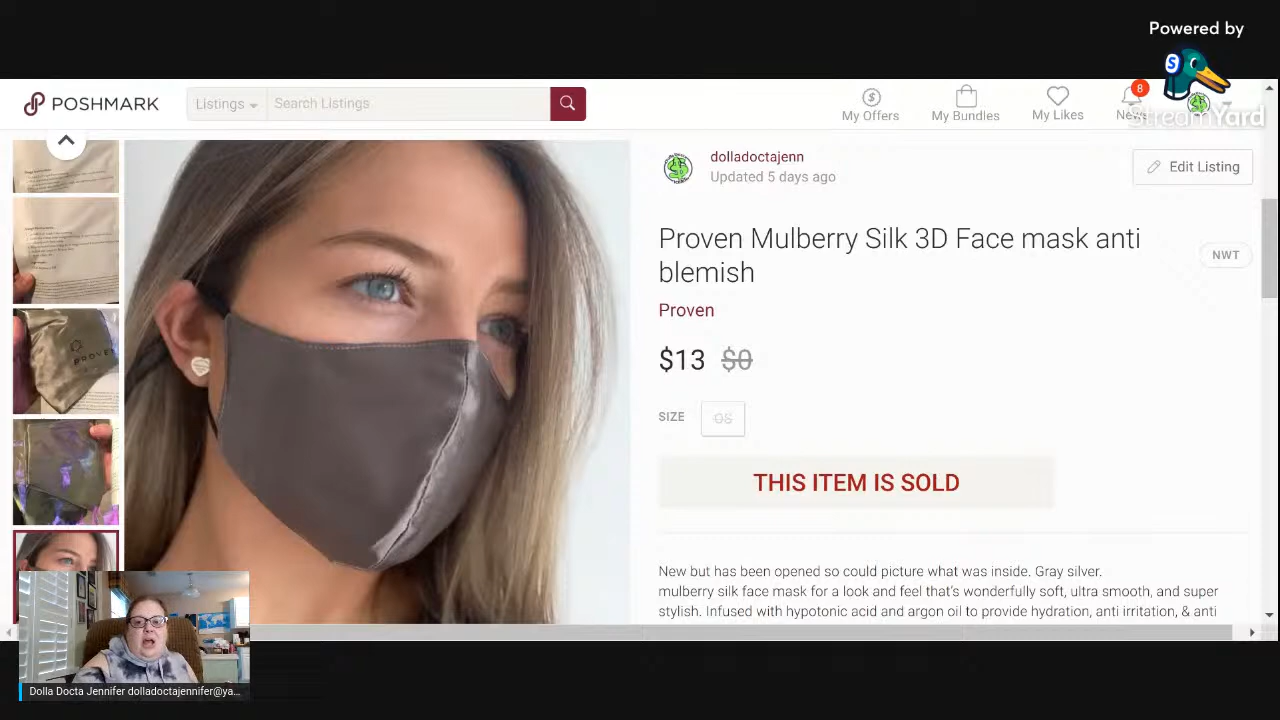 Powered by
StreamYard
POSHMARK
Listings
Search Listings
My Offers
My Bundles
8
My Likes
dolladoctajenn
Updated 5 days ago
Edit Listing
Proven Mulberry Silk 3D Face mask anti
blemish
NWT
Proven
$13 $0
SIZE
OS
THIS ITEM IS SOLD
New but has been opened so could picture what was inside. Gray silver.
mulberry silk face mask for a look and feel that's wonderfully soft, ultra smooth, and super
stylish. Infused with hypotonic acid and argon oil to provide hydration, anti irritation, & anti
PROVEN
Dolla Docta Jennifer dolladoctajennifer@ya...